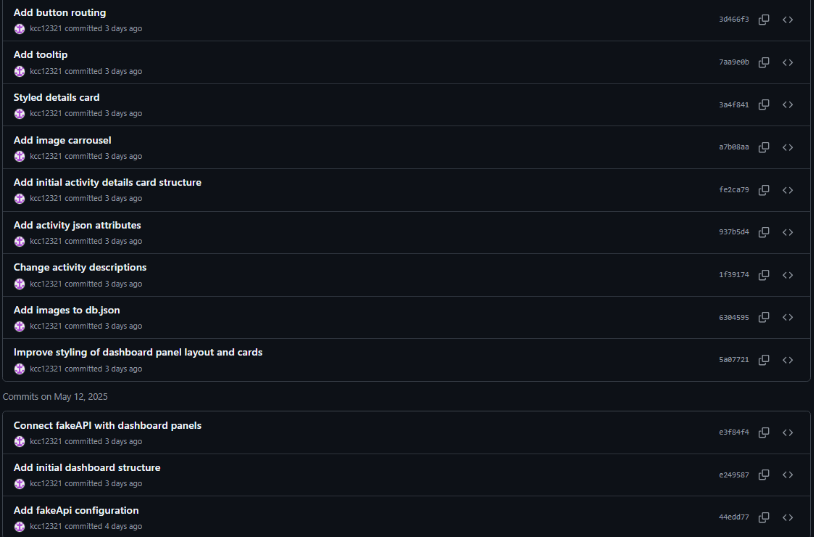 Add button routing
3d466f3
kcc12321 committed 3 days ago
Add tooltip
7aa9e0b
kcc12321 committed 3 days ago
Styled details card
3a4f841
kcc12321 committed 3 days ago
Add image carrousel
a7b08aa
kcc12321 committed 3 days ago
Add initial activity details card structure
fe2ca79
kcc12321 committed 3 days ago
Add activity json attributes
937b5d4
kcc12321 committed 3 days ago
Change activity descriptions
1f39174
kcc12321 committed 3 days ago
Add images to db.json
6304595
kcc12321 committed 3 days ago
Improve styling of dashboard panel layout and cards
5a07721
kcc12321 committed 3 days ago
Commits on May 12, 2025
Connect fakeAPI with dashboard panels
e3f84f4
kcc12321 committed 3 days ago
Add initial dashboard structure
e249587
kcc12321 committed 3 days ago
Add fakeApi configuration
44edd77
kcc12321 committed 4 days ago